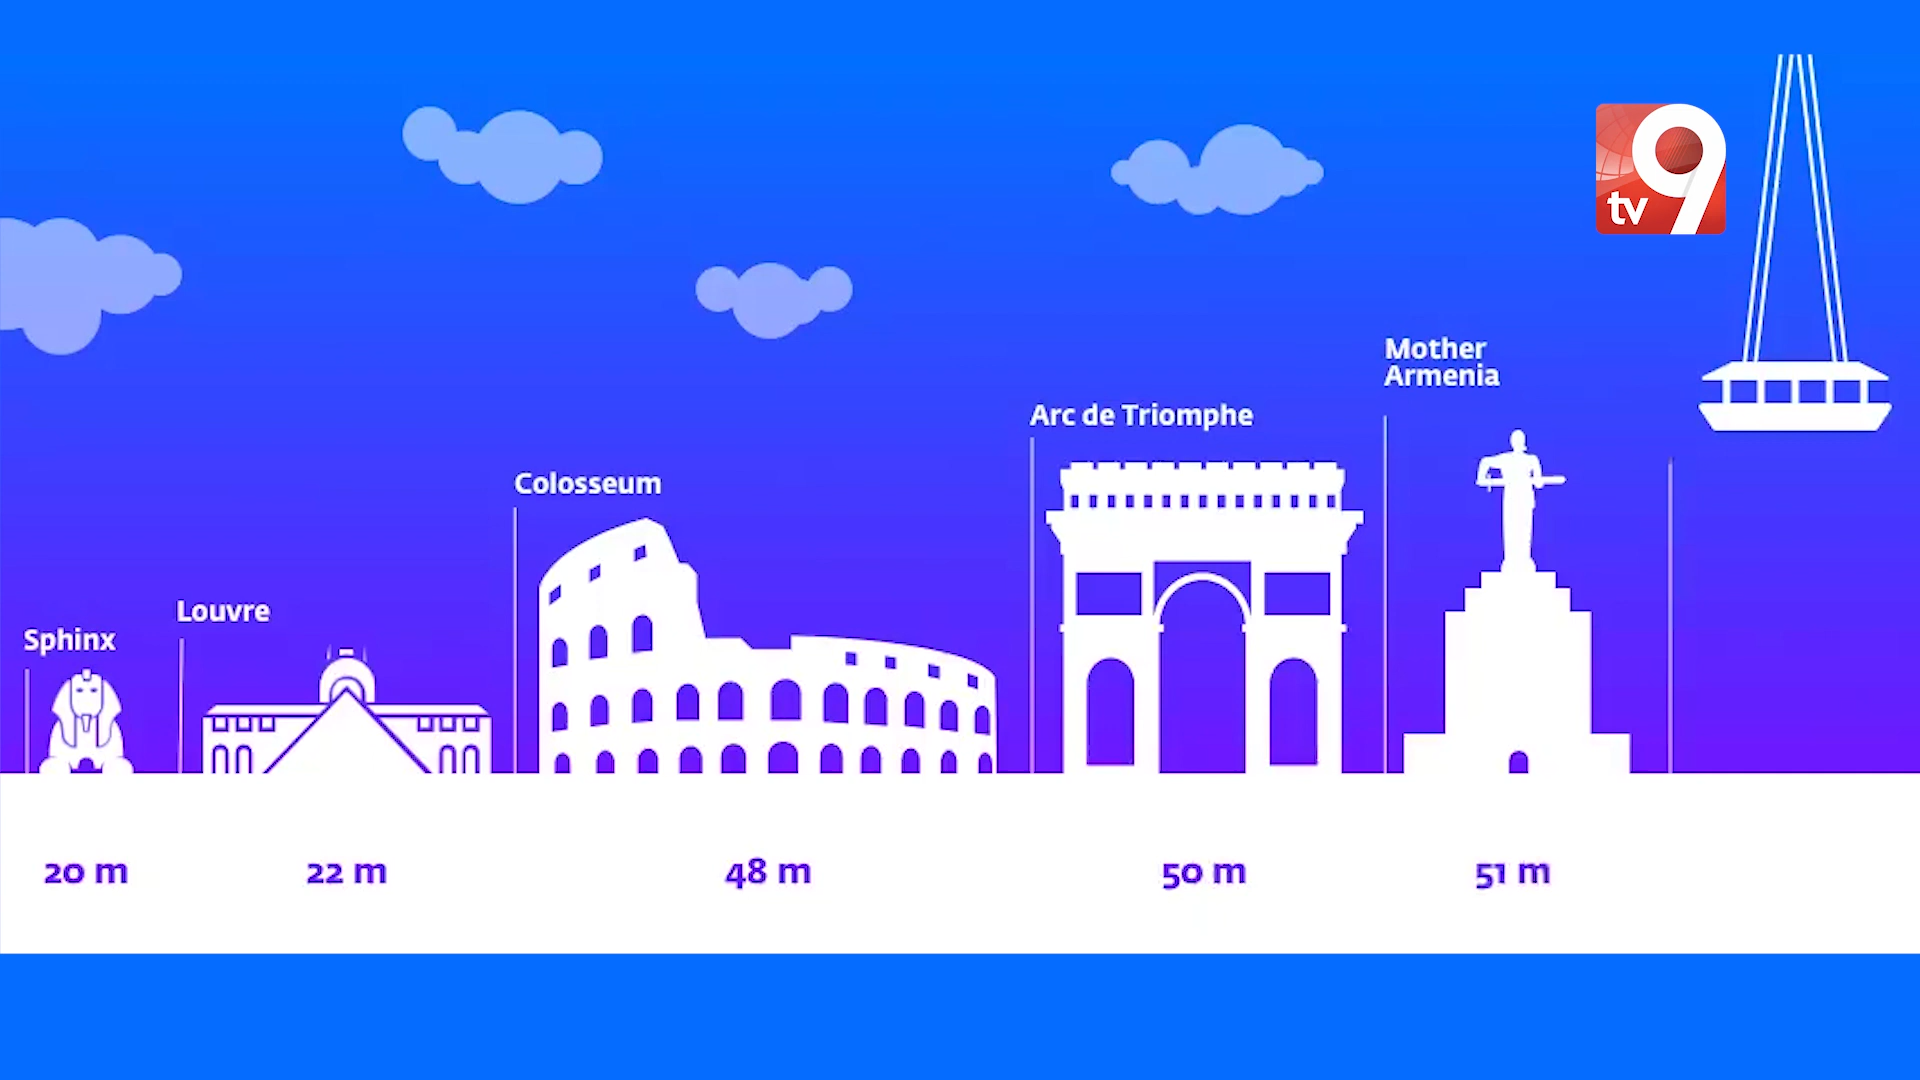 tv9
Mother
Armenia
Arc de Triomphe
Colosseum
Louvre
Sphinx
20 m
22 m
48 m
50 m
51 m